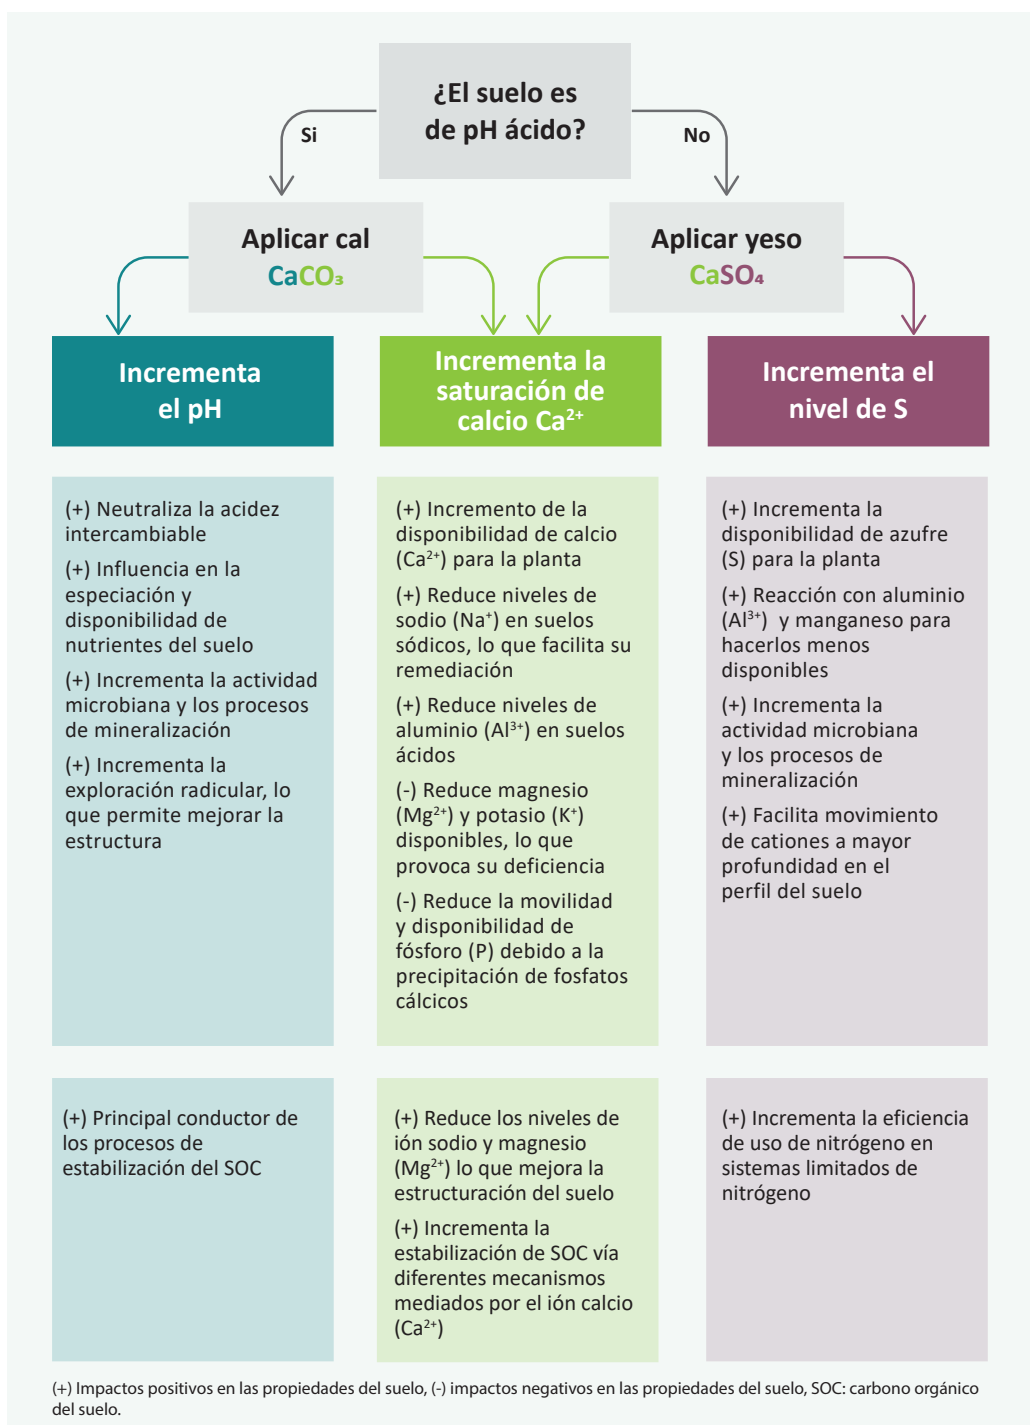 ¿El suelo es
de pH ácido?
Si
No
Aplicar cal
CaCO₃
Aplicar yeso
CaSO₄
Incrementa
el pH
Incrementa la
saturación de
calcio Ca²⁺
Incrementa el
nivel de S
(+) Neutraliza la acidez
intercambiable
(+) Influencia en la
especiación y
disponibilidad de
nutrientes del suelo
(+) Incrementa la actividad
microbiana y los procesos
de mineralización
(+) Incrementa la
exploración radicular, lo
que permite mejorar la
estructura
(+) Incremento de la
disponibilidad de calcio
(Ca²⁺) para la planta
(+) Reduce niveles de
sodio (Na⁺) en suelos
sódicos, lo que facilita su
remediación
(+) Reduce niveles de
aluminio (Al³⁺) en suelos
ácidos
(-) Reduce magnesio
(Mg²⁺) y potasio (K⁺)
disponibles, lo que
provoca su deficiencia
(-) Reduce la movilidad
y disponibilidad de
fósforo (P) debido a la
precipitación de fosfatos
cálcicos
(+) Incrementa la
disponibilidad de azufre
(S) para la planta
(+) Reacción con aluminio
(Al³⁺) y manganeso para
hacerlos menos
disponibles
(+) Incrementa la
actividad microbiana
y los procesos de
mineralización
(+) Facilita movimiento
de cationes a mayor
profundidad en el
perfil del suelo
(+) Principal conductor de
los procesos de
estabilización del SOC
(+) Reduce los niveles de
ión sodio y magnesio
(Mg²⁺) lo que mejora la
estructuración del suelo
(+) Incrementa la
estabilización de SOC vía
diferentes mecanismos
mediados por el ión calcio
(Ca²⁺)
(+) Incrementa la eficiencia
de uso de nitrógeno en
sistemas limitados de
nitrógeno
(+) Impactos positivos en las propiedades del suelo, (-) impactos negativos en las propiedades del suelo, SOC: carbono orgánico
del suelo.